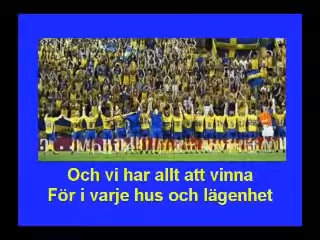 Och vi har allt att vinna
För i varje hus och lägenhet